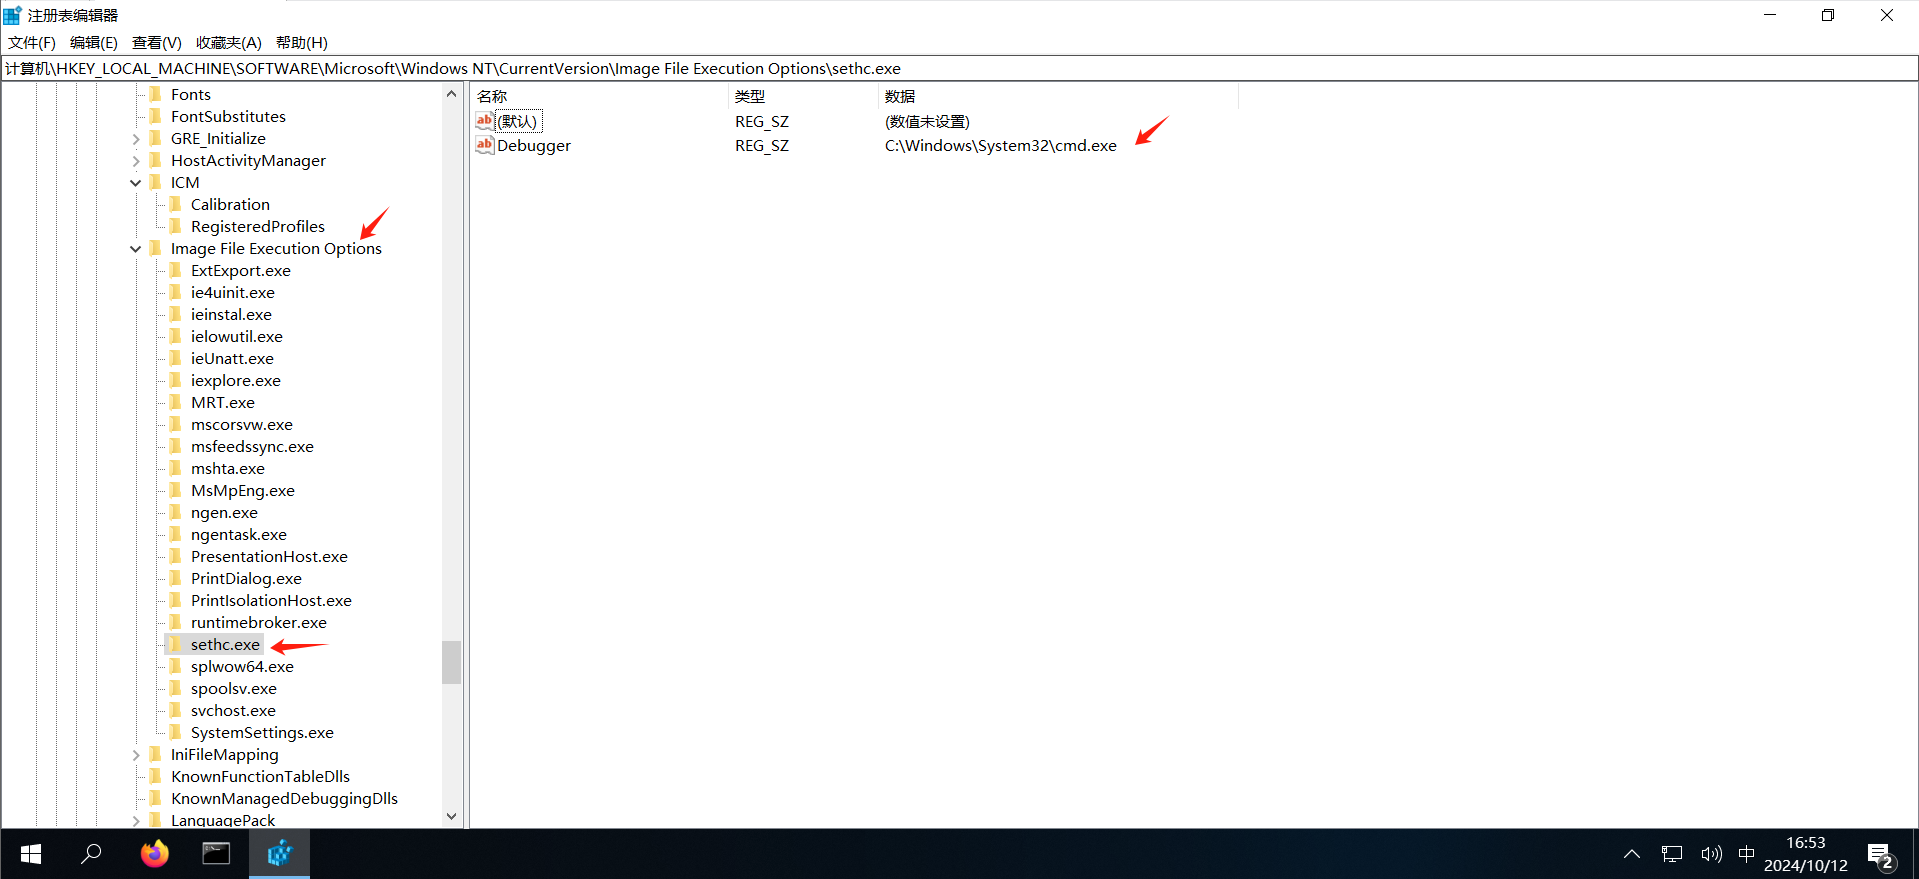 注册表编辑器
文件(F) 编辑(E) 查看(V) 收藏夹(A) 帮助(H)
计算机\HKEY_LOCAL_MACHINE\SOFTWARE\Microsoft\Windows NT\CurrentVersion\Image File Execution Options\sethc.exe
Fonts
FontSubstitutes
GRE_Initialize
HostActivityManager
ICM
Calibration
RegisteredProfiles
Image File Execution Options
ExtExport.exe
ie4uinit.exe
ieinstal.exe
ielowutil.exe
ieUnatt.exe
iexplore.exe
MRT.exe
mscorsvw.exe
msfeedssync.exe
mshta.exe
MsMpEng.exe
ngen.exe
ngentask.exe
PresentationHost.exe
PrintDialog.exe
PrintIsolationHost.exe
runtimebroker.exe
sethc.exe
splwow64.exe
spoolsv.exe
svchost.exe
SystemSettings.exe
IniFileMapping
KnownFunctionTableDlls
KnownManagedDebuggingDlls
LanguagePack
名称 类型 数据
ab (默认) REG_SZ (数值未设置)
ab Debugger REG_SZ C:\Windows\System32\cmd.exe
中
16:53
2024/10/12
2